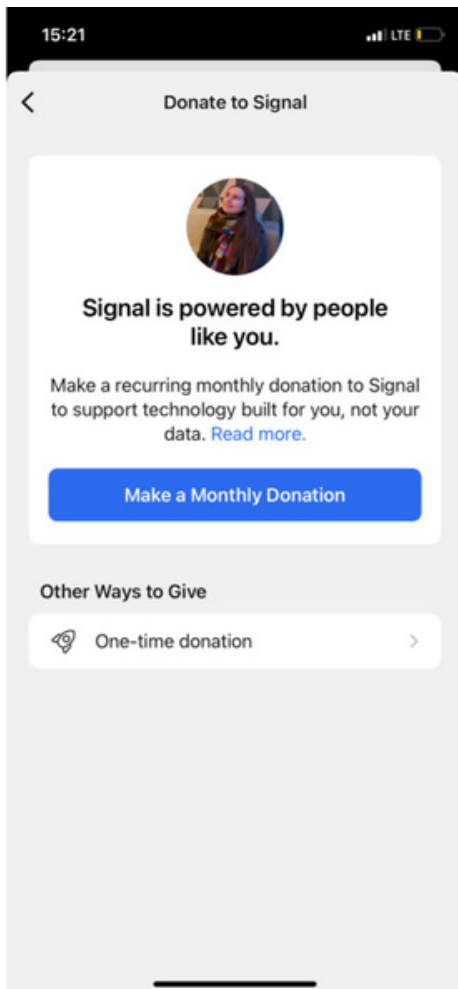 15:21
LTE
Donate to Signal
Signal is powered by people
like you.
Make a recurring monthly donation to Signal
to support technology built for you, not your
data. Read more.
Make a Monthly Donation
Other Ways to Give
One-time donation